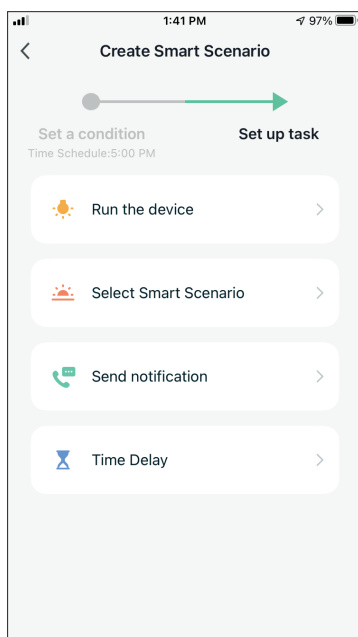 1:41 PM
97%
Create Smart Scenario
Set a condition
Set up task
Time Schedule:5:00 PM
Run the device
Select Smart Scenario
Send notification
Time Delay